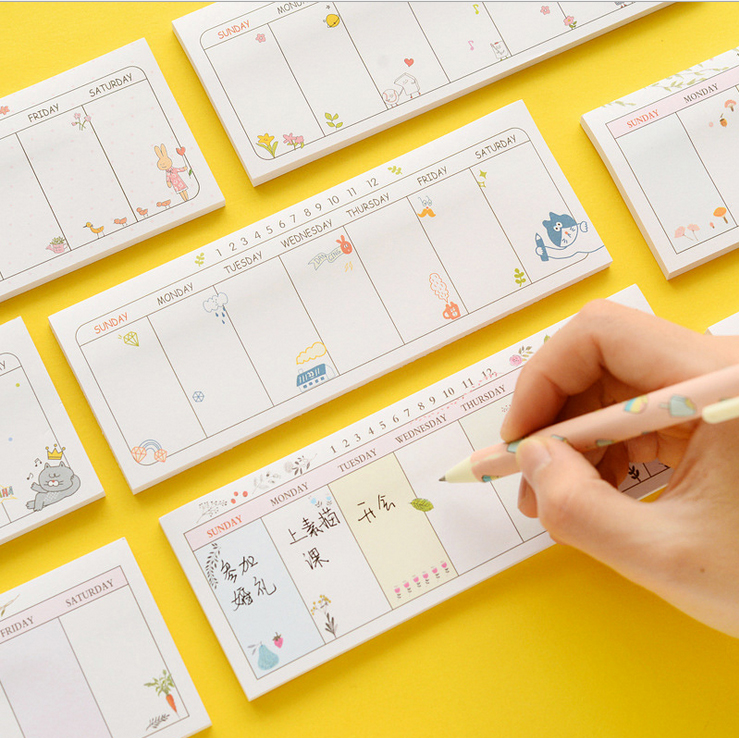 SUNDAY
MONDAY
FRIDAY
SATURDAY
SUNDAY
MONDAY
1 2 3 4 5 6 7 8 9 10 11 12
SUNDAY
MONDAY
TUESDAY
WEDNESDAY
THURSDAY
FRIDAY
SATURDAY
1 2 3 4 5 6 7 8 9 10 11 12
SUNDAY
MONDAY
TUESDAY
WEDNESDAY
THURSDAY
参加
婚礼
上素描
课
开会
FRIDAY
SATURDAY